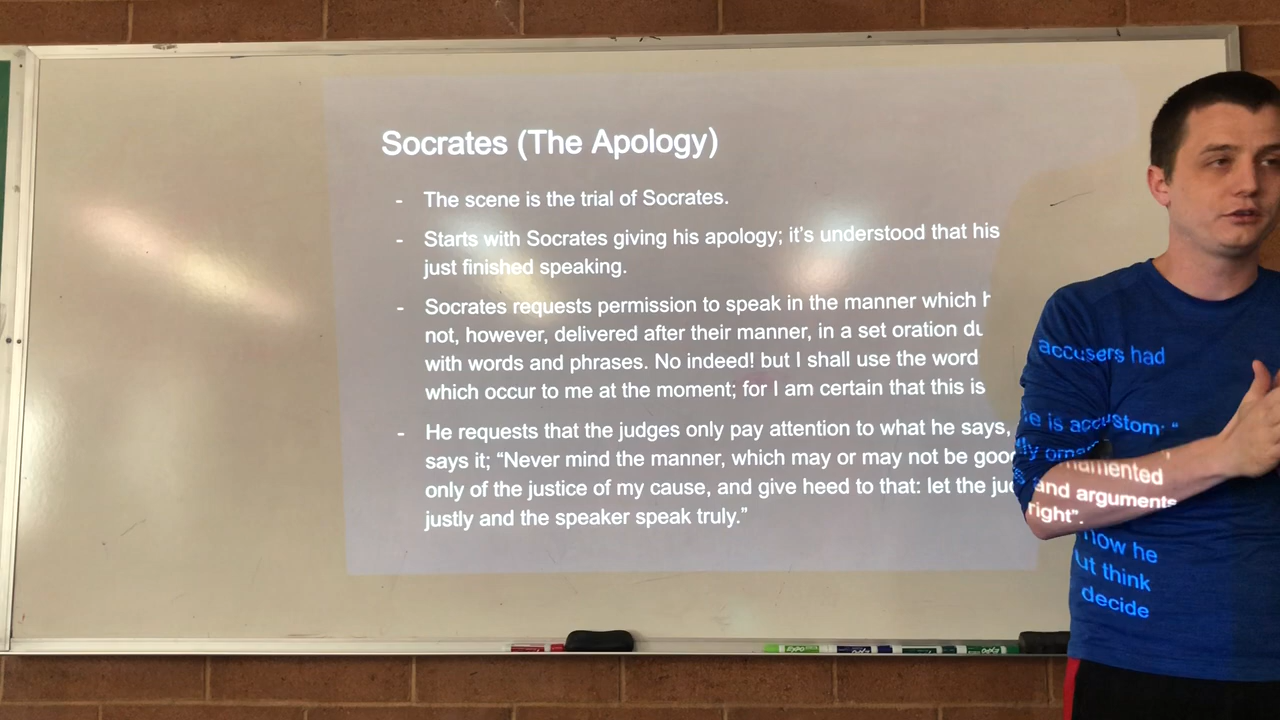 Socrates (The Apology)
- The scene is the trial of Socrates.
- Starts with Socrates giving his apology; it's understood that his accusers had
just finished speaking.
- Socrates requests permission to speak in the manner which he is accustom "
not, however, delivered after their manner, in a set oration ornamented
with words and phrases. No indeed! but I shall use the word and arguments
which occur to me at the moment; for I am certain that this is right".
- He requests that the judges only pay attention to what he says, how he
says it; "Never mind the manner, which may or may not be good think
only of the justice of my cause, and give heed to that: let the decide
justly and the speaker speak truly."
EXPO